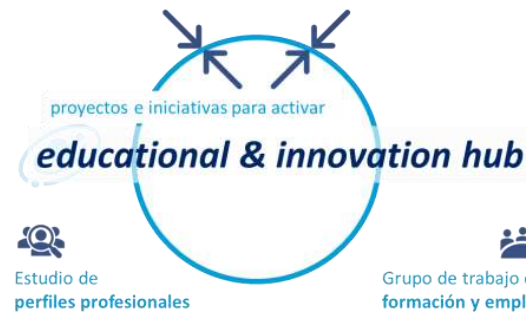 proyectos e iniciativas para activar
educational & innovation hub
Estudio de
perfiles profesionales
Grupo de trabajo
formación y empl